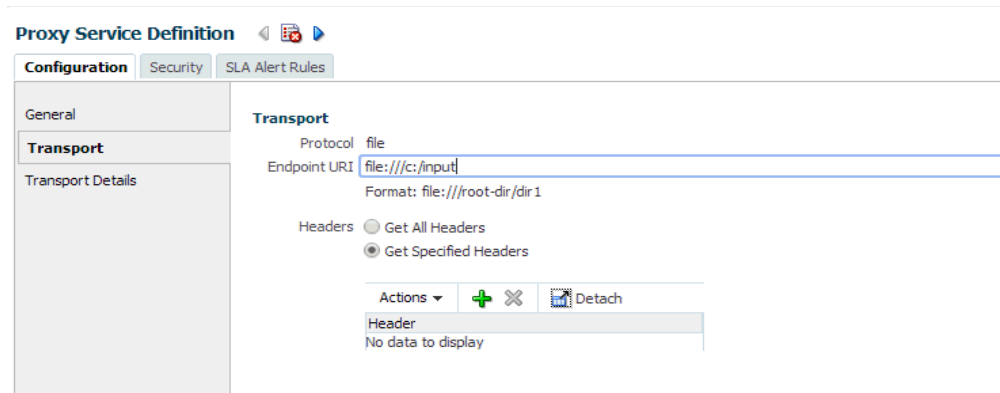 Proxy Service Definition
Configuration Security SLA Alert Rules
General
Transport
Transport Details
Transport
Protocol file
Endpoint URI file:///c:/input
Format: file:///root-dir/dir1
Headers Get All Headers
Get Specified Headers
Actions Detach
Header
No data to display